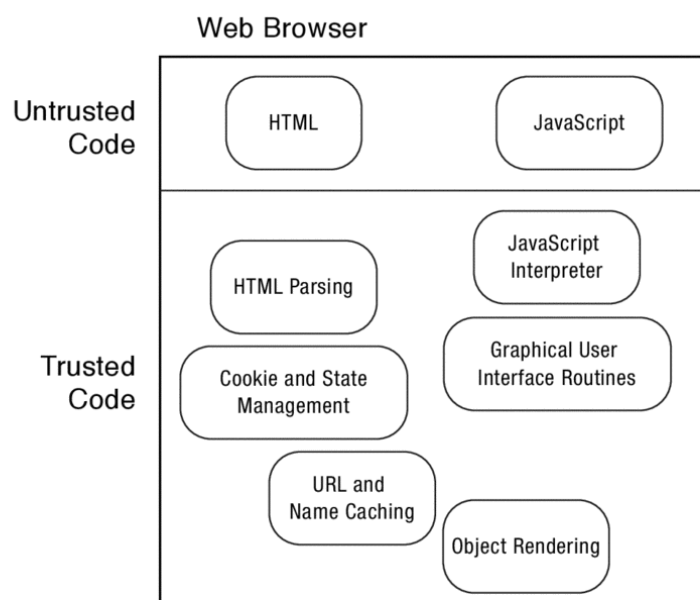 Web Browser
Untrusted
Code
HTML
JavaScript
JavaScript
Interpreter
HTML Parsing
Trusted
Code
Cookie and State
Management
Graphical User
Interface Routines
URL and
Name Caching
Object Rendering